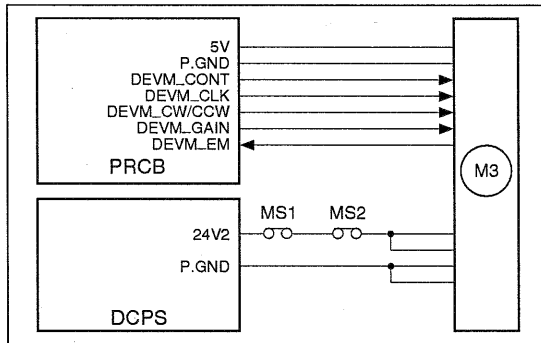 5V
P.GND
DEVM_CONT
DEVM_CLK
DEVM_CW/CCW
DEVM_GAIN
DEVM_EM
PRCB
M3
MS1 MS2
24V2
P.GND
DCPS